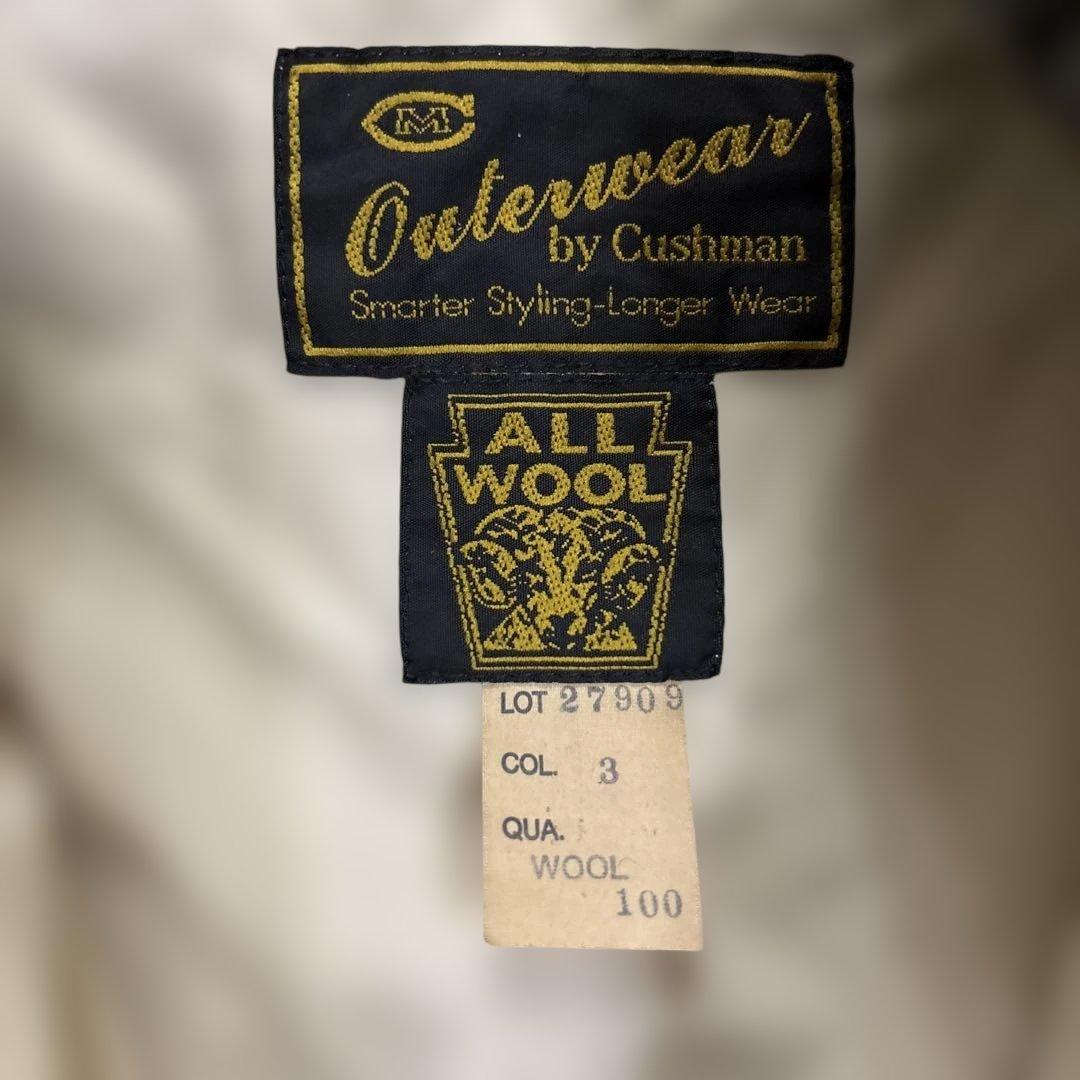 CM
Outerwear
by Cushman
Smarter Styling-Longer Wear
ALL
WOOL
LOT 27909
COL. 3
QUA.
WOOL
100